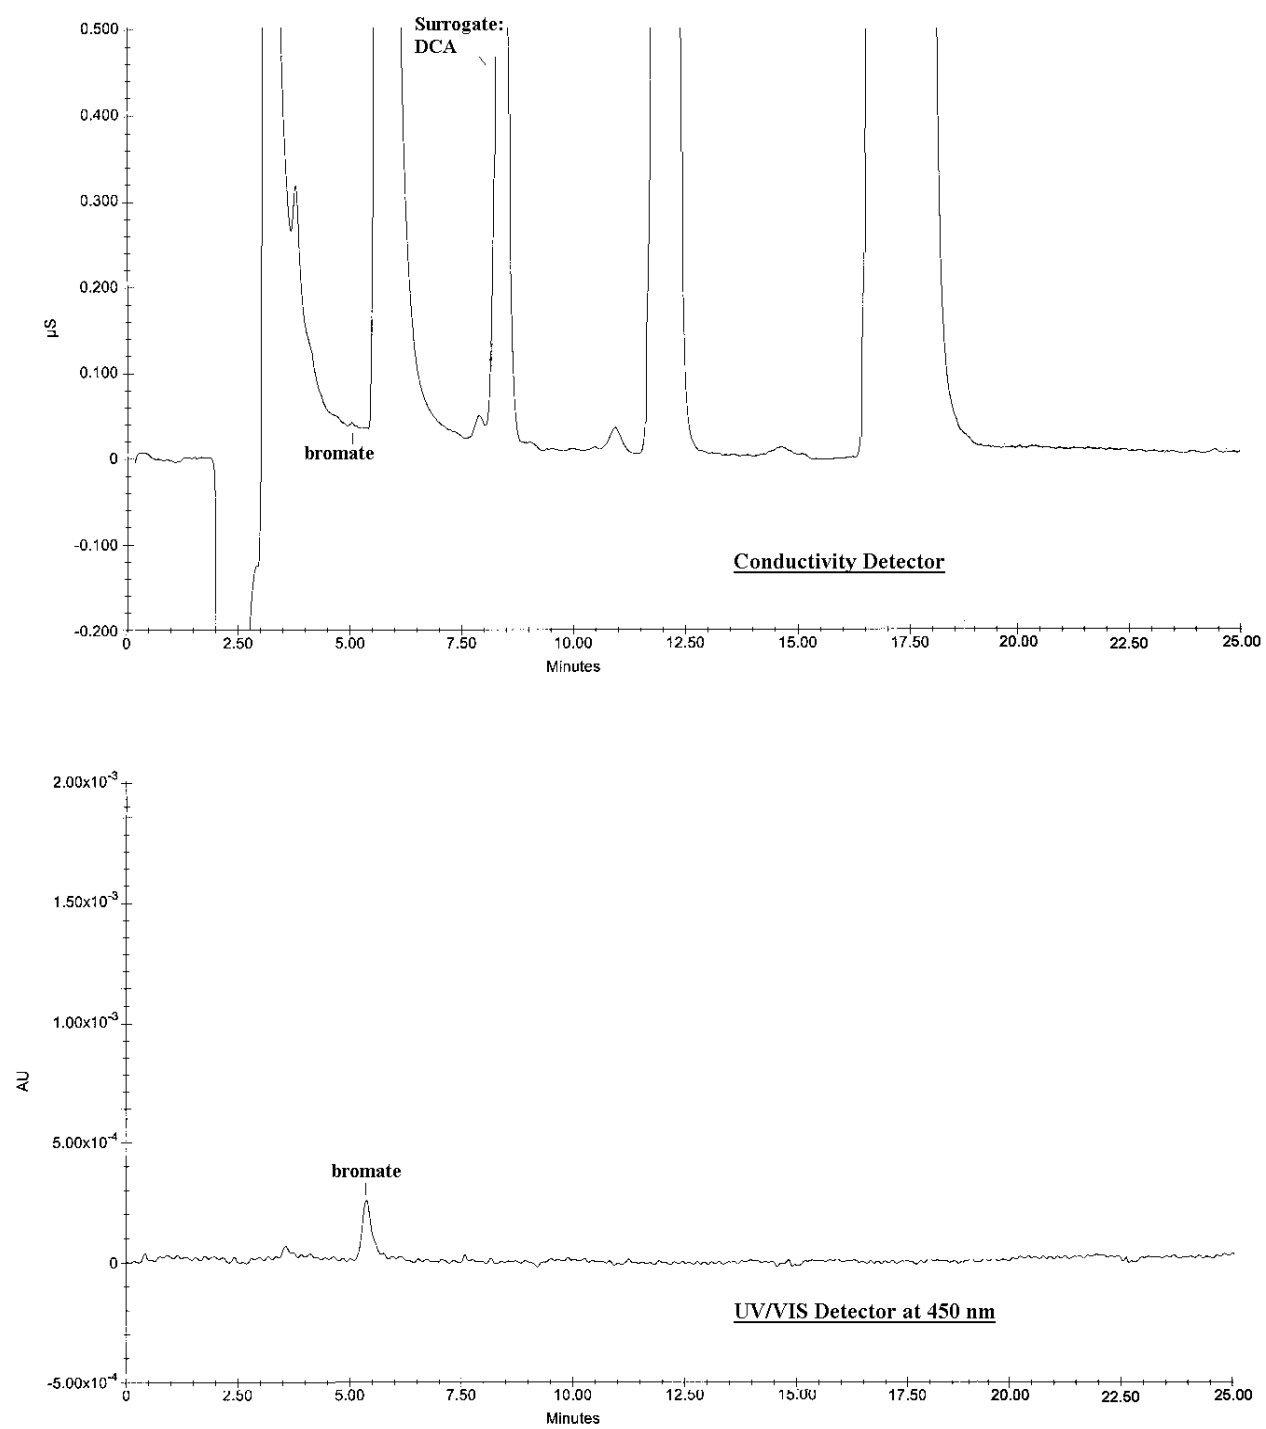 Surrogate:
DCA
0.500
0.400
0.300
0.200
0.100
0
-0.100
-0.200
µS
bromate
Conductivity Detector
0 2.50 5.00 7.50 10.00 12.50 15.00 17.50 20.00 22.50 25.00
Minutes
2.00x10⁻³
1.50x10⁻³
1.00x10⁻³
5.00x10⁻⁴
0
-5.00x10⁻⁴
AU
bromate
UV/VIS Detector at 450 nm
0 2.50 5.00 7.50 10.00 12.50 15.00 17.50 20.00 22.50 25.00
Minutes